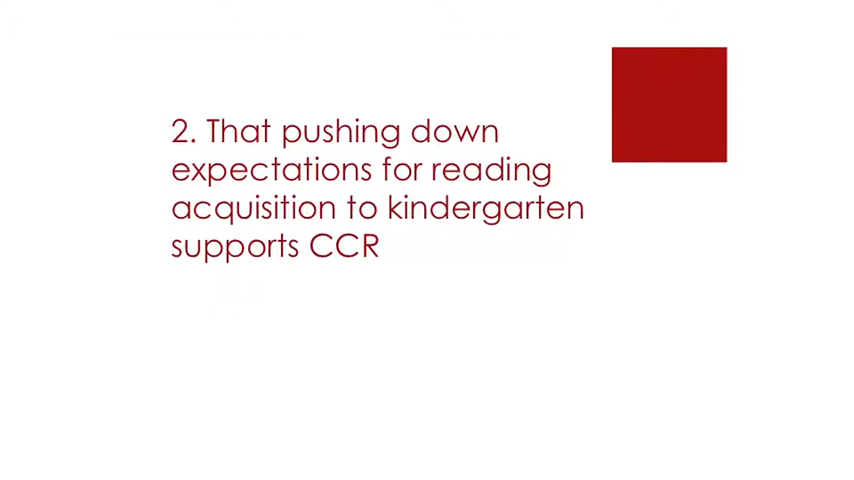 2. That pushing down
expectations for reading
acquisition to kindergarten
supports CCR